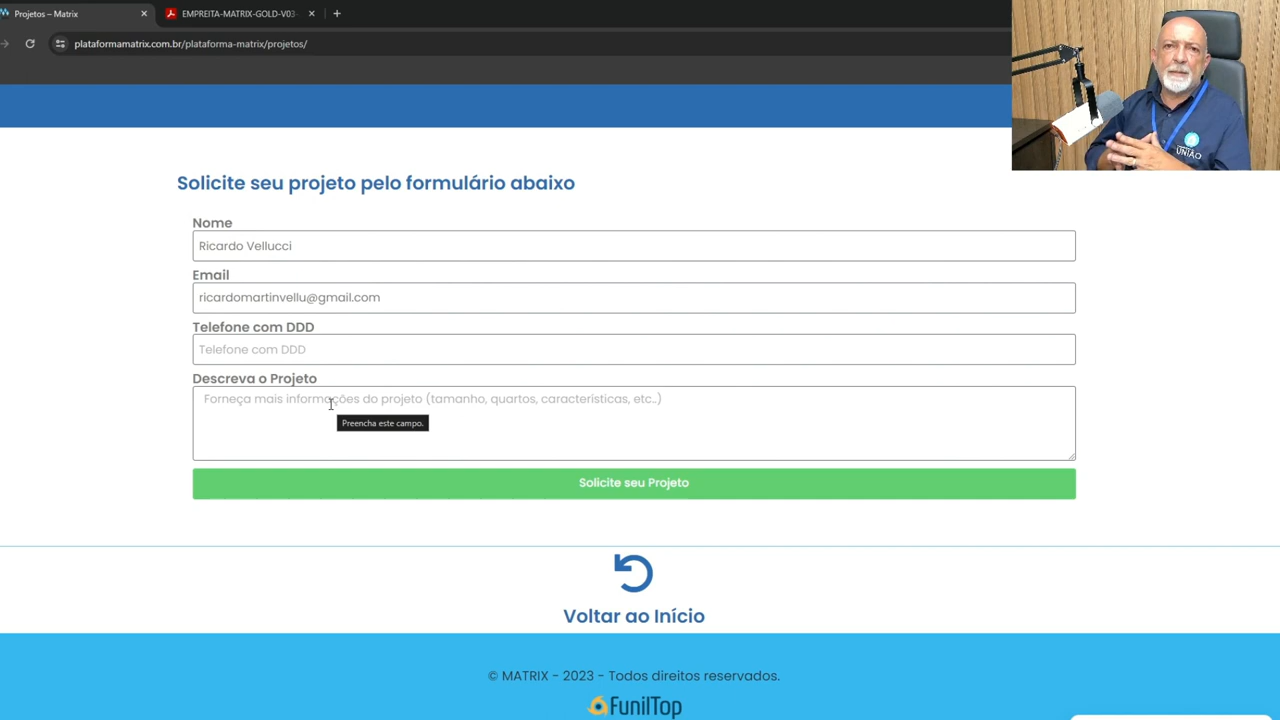 Projetos – Matrix
EMPREITA-MATRIX-GOLD-V03-
plataformamatrix.com.br/plataforma-matrix/projetos/
UNIÃO
Solicite seu projeto pelo formulário abaixo
Nome
Ricardo Vellucci
Email
ricardomartinvellu@gmail.com
Telefone com DDD
Telefone com DDD
Descreva o Projeto
Forneça mais informações do projeto (tamanho, quartos, características, etc..)
Preencha este campo.
Solicite seu Projeto
Voltar ao Início
© MATRIX - 2023 - Todos direitos reservados.
FunilTop